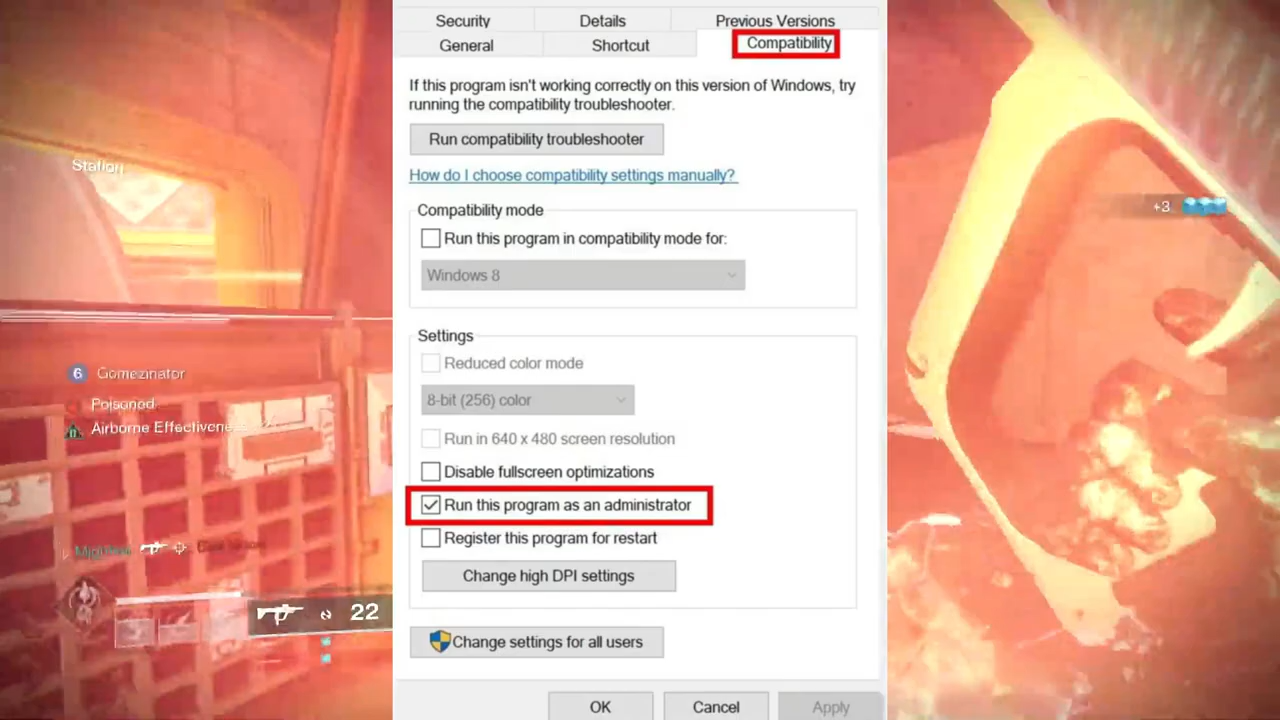 Security
Details
Previous Versions
General
Shortcut
Compatibility
If this program isn't working correctly on this version of Windows, try
running the compatibility troubleshooter.
Run compatibility troubleshooter
How do I choose compatibility settings manually?
Compatibility mode
Run this program in compatibility mode for:
Windows 8
Settings
Reduced color mode
8-bit (256) color
Run in 640 x 480 screen resolution
Disable fullscreen optimizations
Run this program as an administrator
Register this program for restart
Change high DPI settings
Change settings for all users
OK
Cancel
Apply
Station
6 Gomezinator
Poisoned
Airborne Effectivene
22
+3